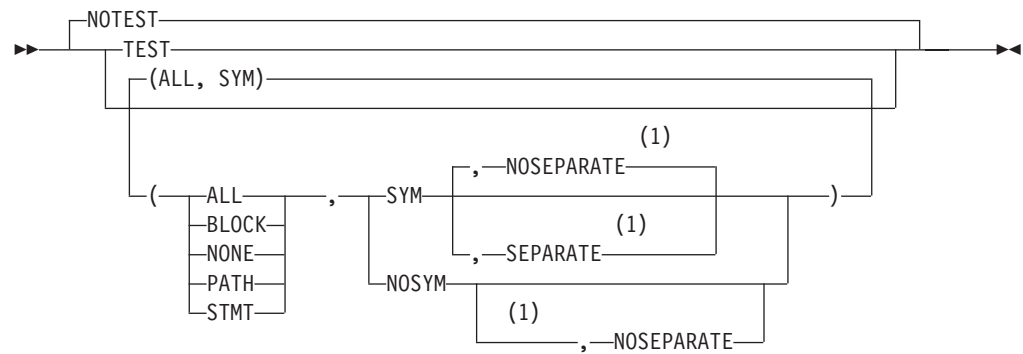 NOTEST
TEST
(ALL, SYM)
(1)
, NOSEPARATE
( ALL , SYM )
BLOCK (1)
NONE , SEPARATE
PATH NOSYM
STMT (1)
, NOSEPARATE